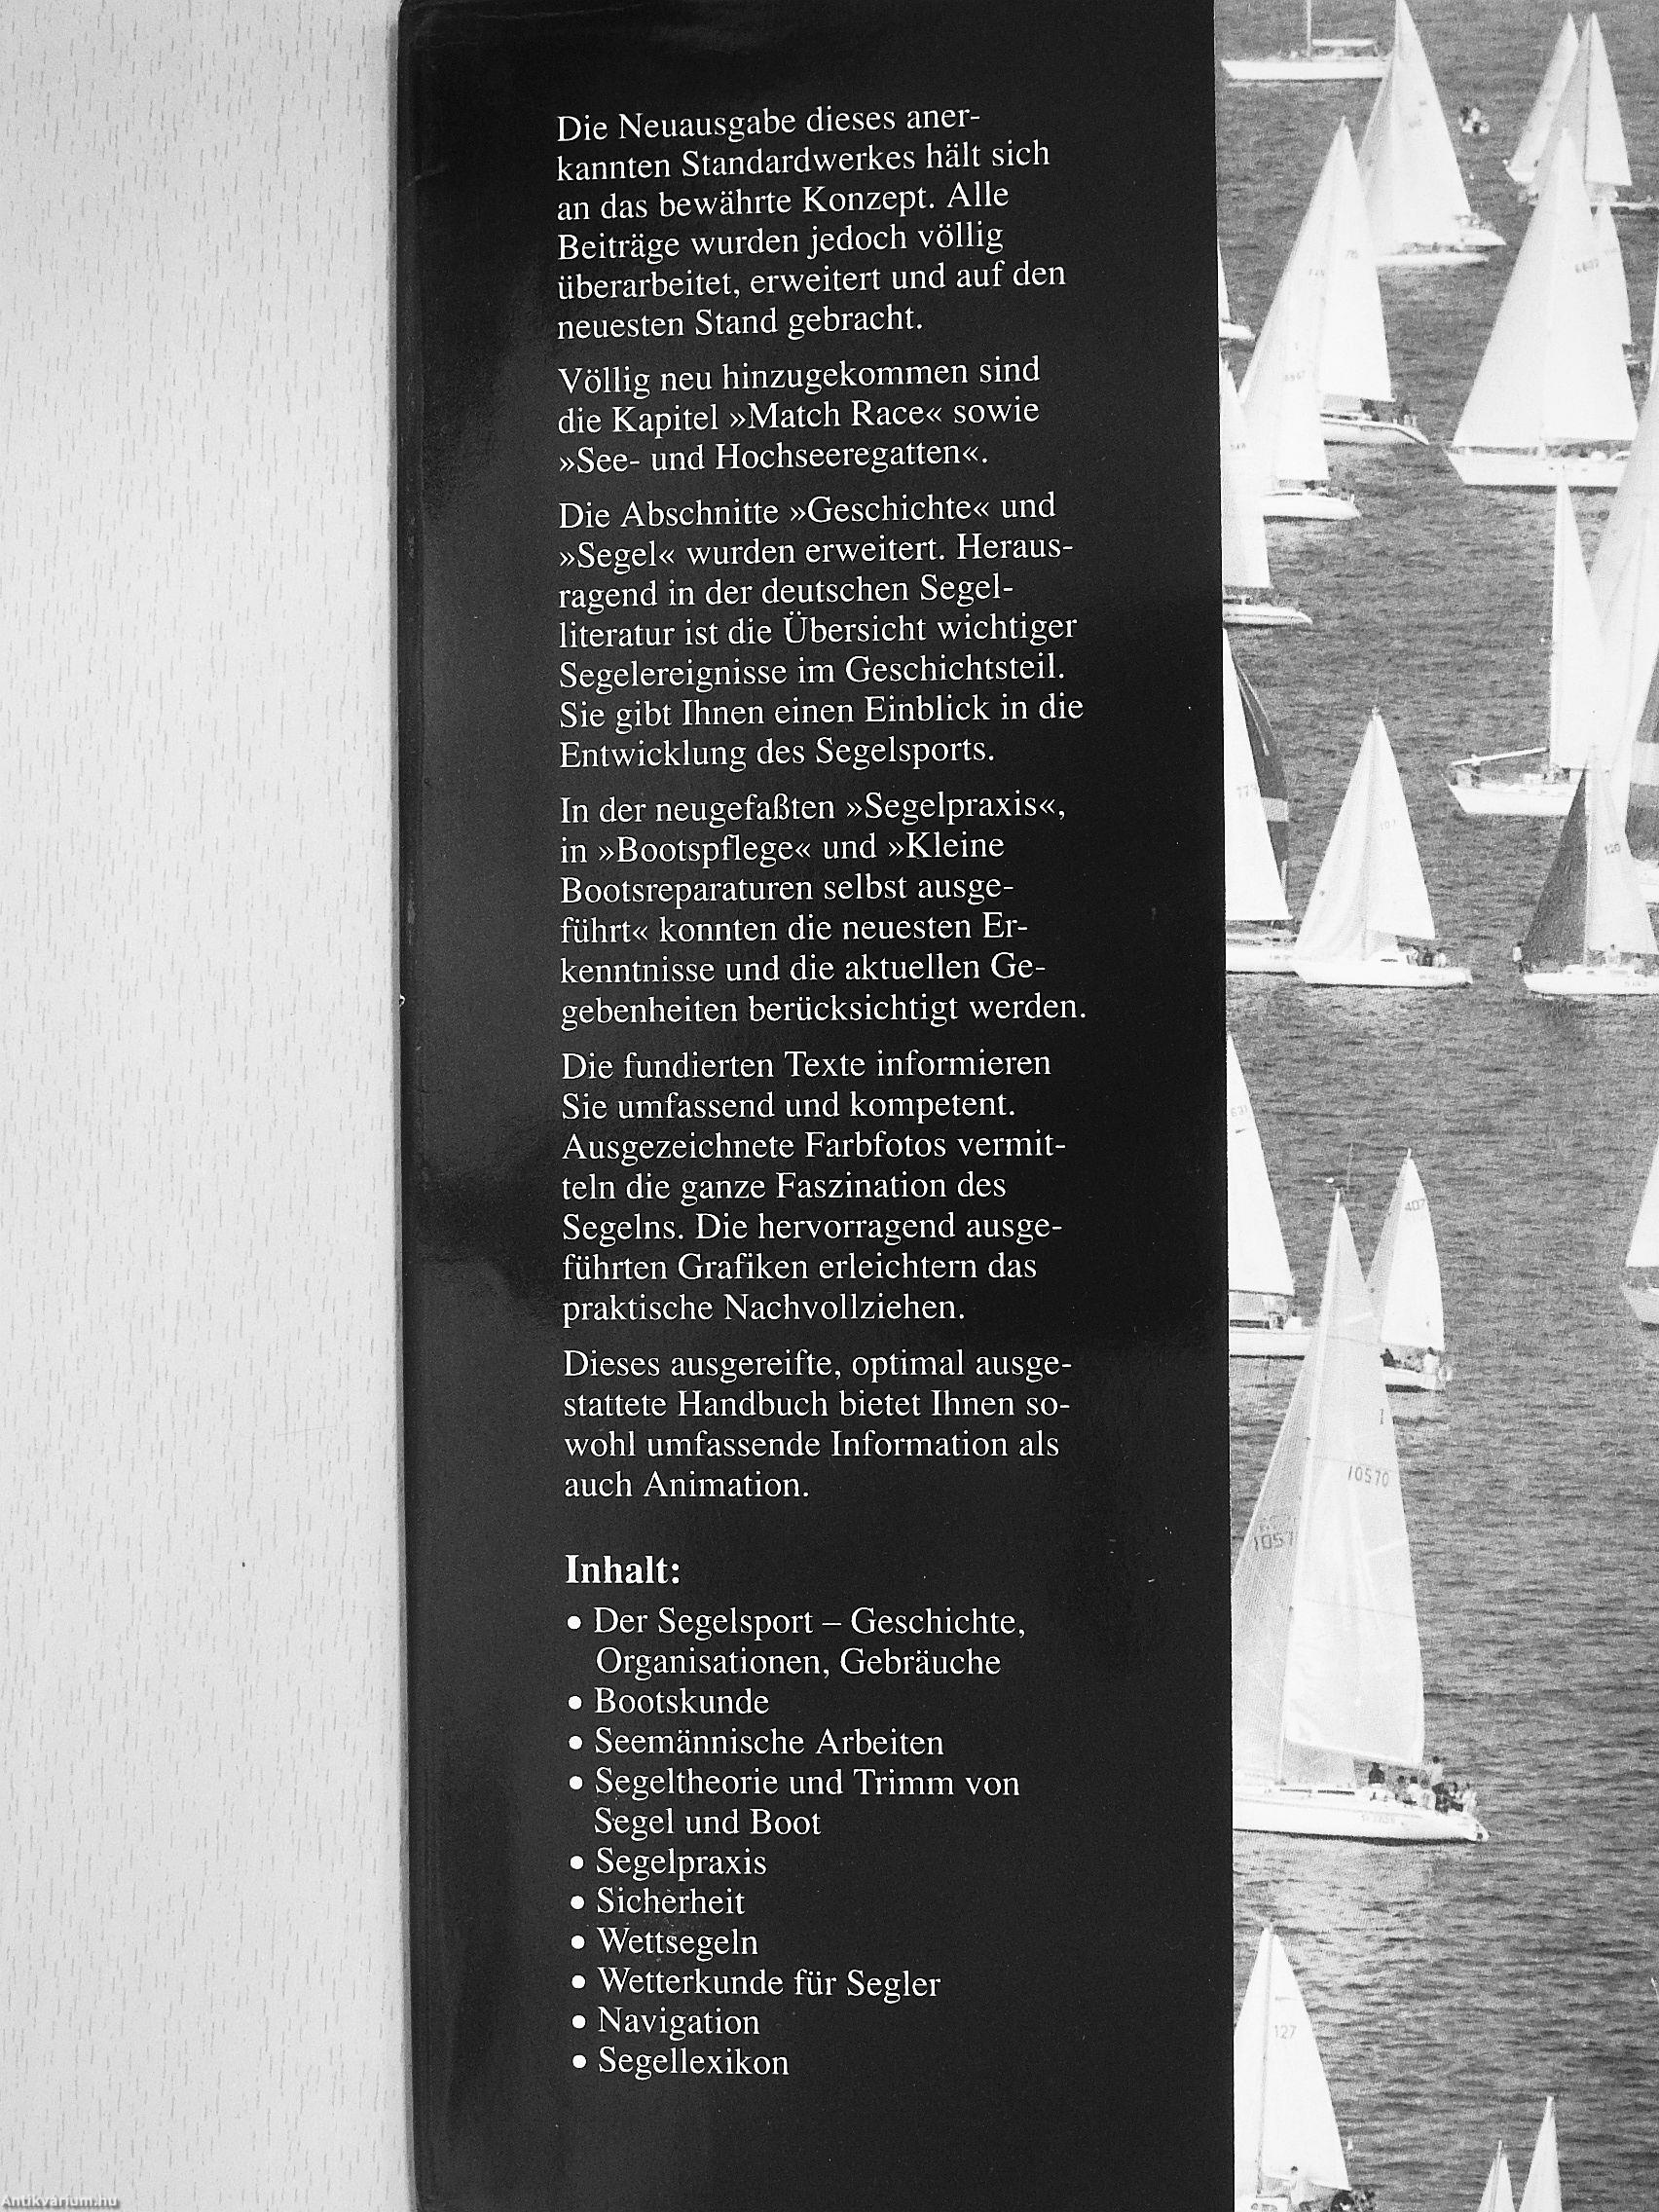 Die Neuausgabe dieses aner-
kannten Standardwerkes hält sich
an das bewährte Konzept. Alle
Beiträge wurden jedoch völlig
überarbeitet, erweitert und auf den
neuesten Stand gebracht.
Völlig neu hinzugekommen sind
die Kapitel »Match Race« sowie
»See- und Hochseeregatten«.
Die Abschnitte »Geschichte« und
»Segel« wurden erweitert. Heraus-
ragend in der deutschen Segel-
literatur ist die Übersicht wichtiger
Segelereignisse im Geschichtsteil.
Sie gibt Ihnen einen Einblick in die
Entwicklung des Segelsports.
In der neugefaßten »Segelpraxis«,
in »Bootspflege« und »Kleine
Bootsreparaturen selbst ausge-
führt« konnten die neuesten Er-
kenntnisse und die aktuellen Ge-
gebenheiten berücksichtigt werden.
Die fundierten Texte informieren
Sie umfassend und kompetent.
Ausgezeichnete Farbfotos vermit-
teln die ganze Faszination des
Segelns. Die hervorragend ausge-
führten Grafiken erleichtern das
praktische Nachvollziehen.
Dieses ausgereifte, optimal ausge-
stattete Handbuch bietet Ihnen so-
wohl umfassende Information als
auch Animation.
Inhalt:
• Der Segelsport – Geschichte,
Organisationen, Gebräuche
• Bootskunde
• Seemännische Arbeiten
• Segeltheorie und Trimm von
Segel und Boot
• Segelpraxis
• Sicherheit
• Wettsegeln
• Wetterkunde für Segler
• Navigation
• Segellexikon
10570
1057
127
Antikvarium.hu